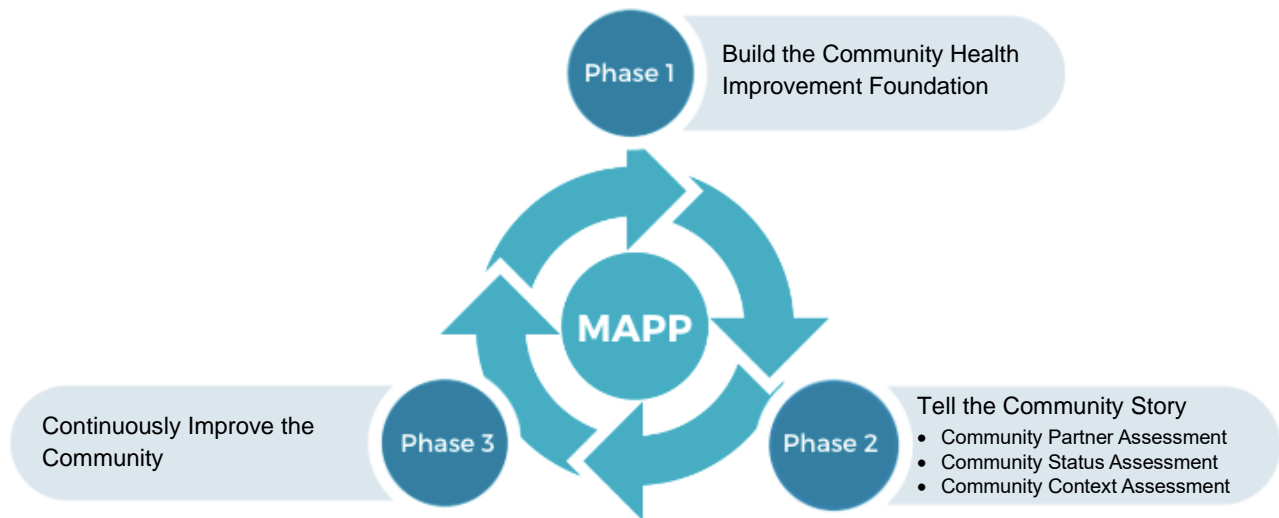 Phase 1
Build the Community Health
Improvement Foundation
MAPP
Phase 2
Tell the Community Story
• Community Partner Assessment
• Community Status Assessment
• Community Context Assessment
Phase 3
Continuously Improve the
Community